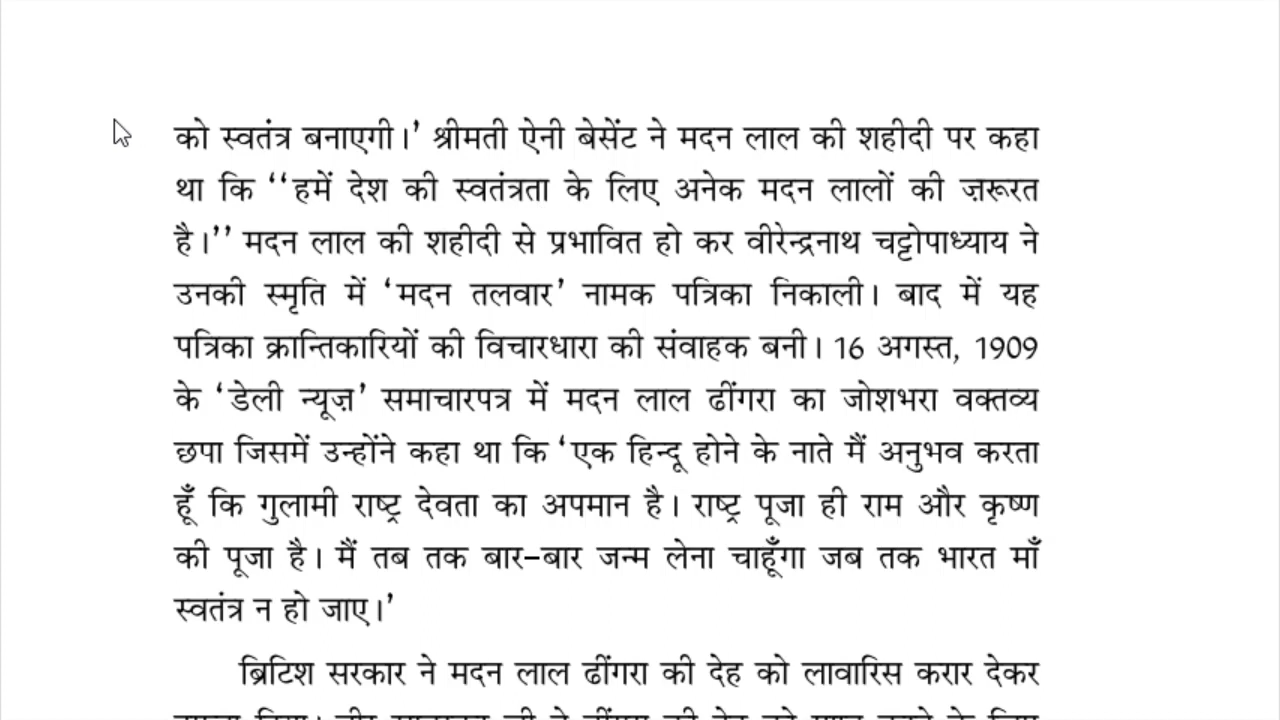 को स्वतंत्र बनाएगी।’ श्रीमती ऐनी बेसेंट ने मदन लाल की शहीदी पर कहा
था कि ‘‘हमें देश की स्वतंत्रता के लिए अनेक मदन लालों की ज़रूरत
है।’’ मदन लाल की शहीदी से प्रभावित हो कर वीरेन्द्रनाथ चट्टोपाध्याय ने
उनकी स्मृति में ‘मदन तलवार’ नामक पत्रिका निकाली। बाद में यह
पत्रिका क्रान्तिकारियों की विचारधारा की संवाहक बनी। 16 अगस्त, 1909
के ‘डेली न्यूज़’ समाचारपत्र में मदन लाल ढींगरा का जोशभरा वक्तव्य
छपा जिसमें उन्होंने कहा था कि ‘एक हिन्दू होने के नाते मैं अनुभव करता
हूँ कि गुलामी राष्ट्र देवता का अपमान है। राष्ट्र पूजा ही राम और कृष्ण
की पूजा है। मैं तब तक बार-बार जन्म लेना चाहूँगा जब तक भारत माँ
स्वतंत्र न हो जाए।’
ब्रिटिश सरकार ने मदन लाल ढींगरा की देह को लावारिस करार देकर